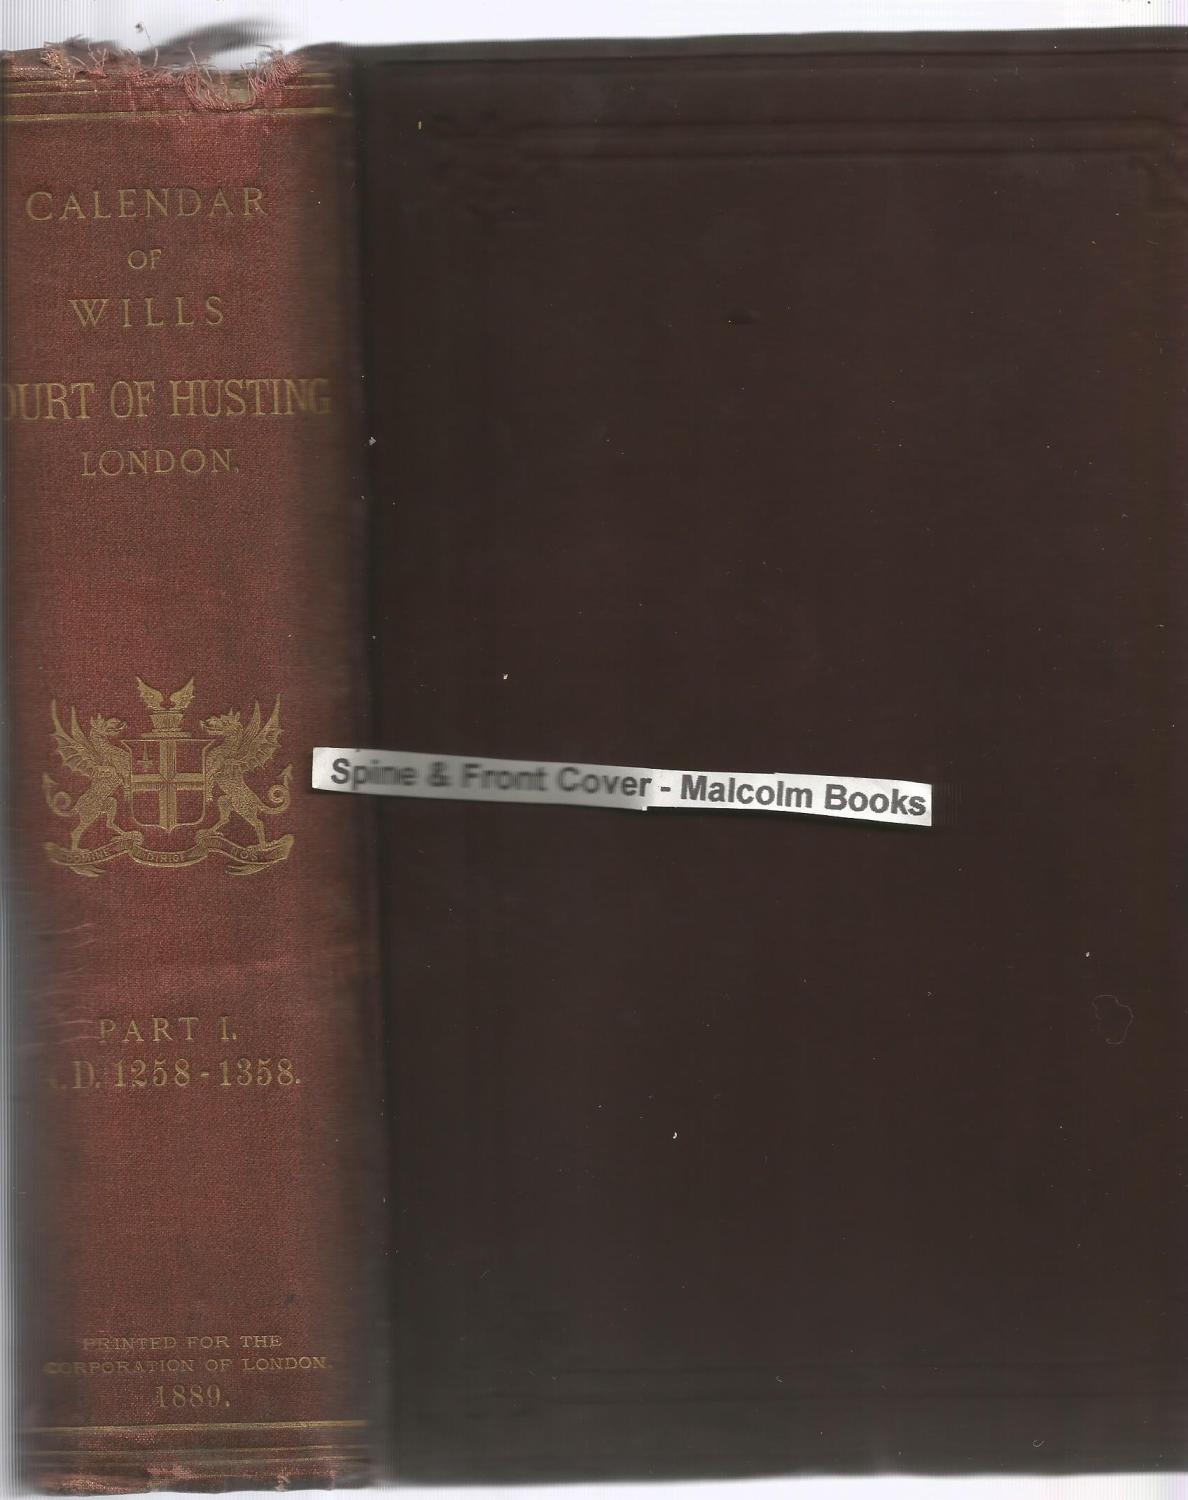 CALENDAR
OF
WILLS
OURT OF HUSTING
LONDON.
DIRIGE
PART I.
.D. 1258-1358.
PRINTED FOR THE
CORPORATION OF LONDON.
1889.
Spine & Front Cover - Malcolm Books